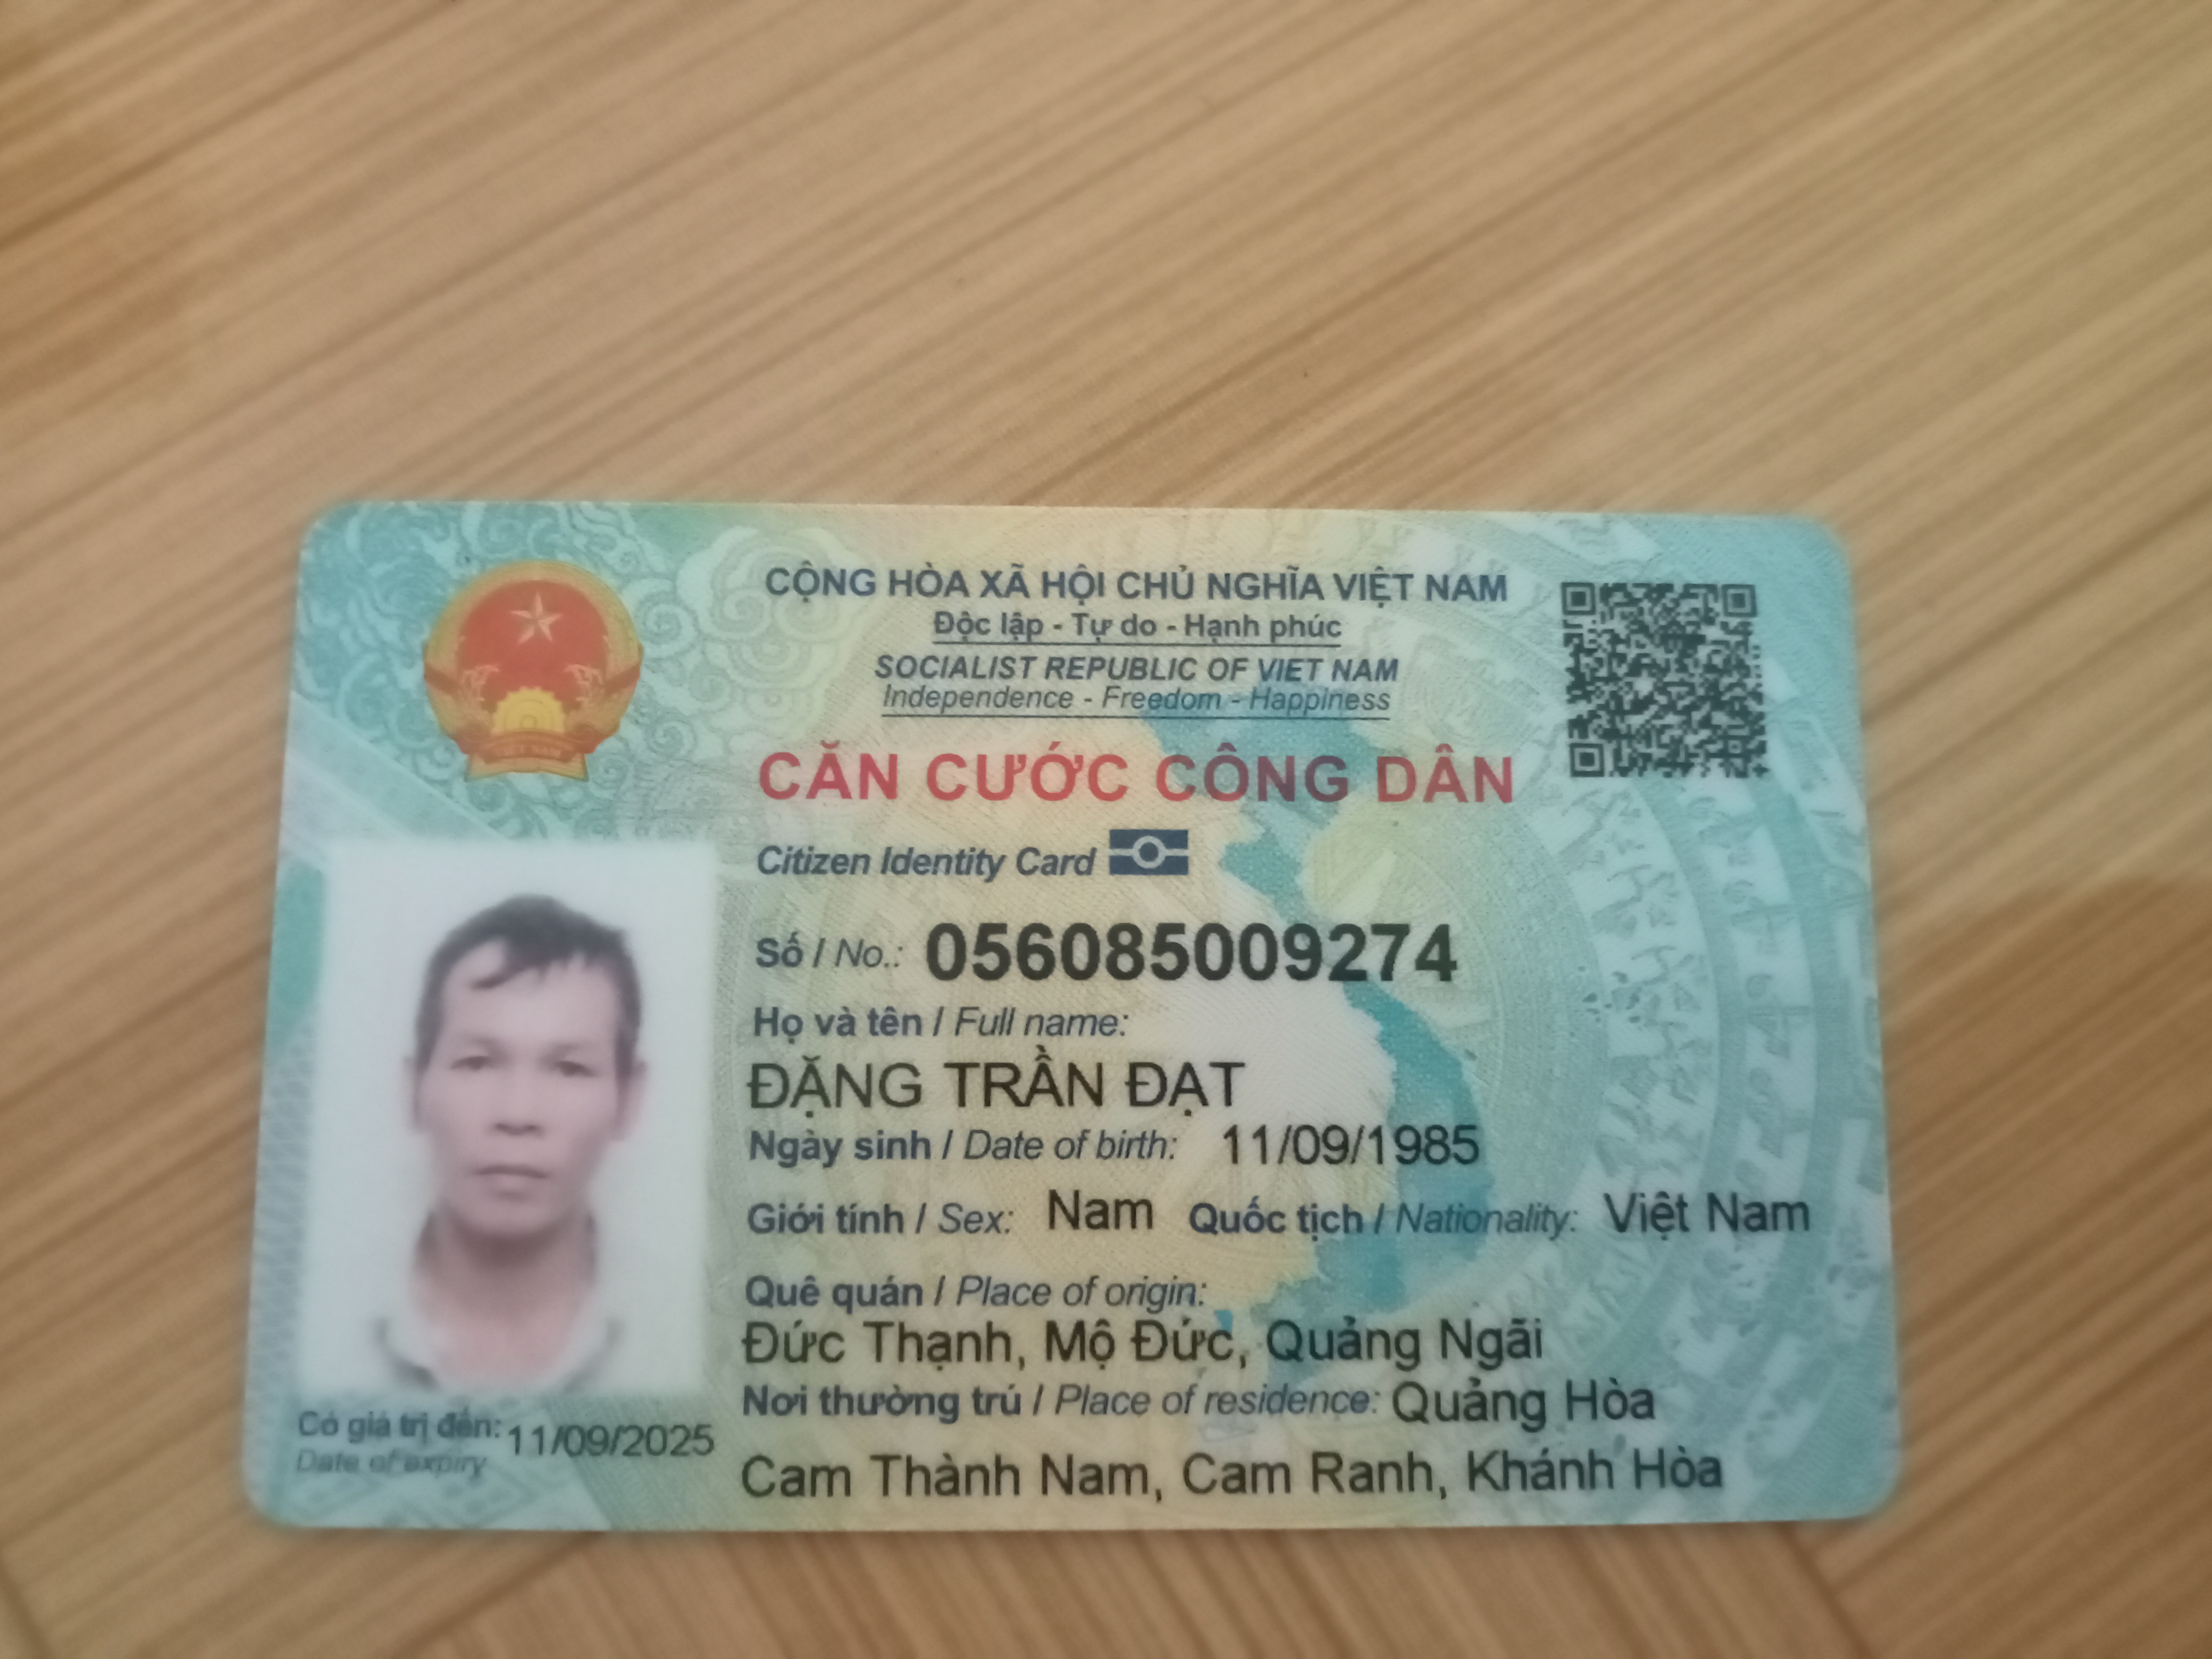 CỘNG HÒA XÃ HỘI CHỦ NGHĨA VIỆT NAM
Độc lập - Tự do - Hạnh phúc
SOCIALIST REPUBLIC OF VIET NAM
Independence - Freedom - Happiness
CĂN CƯỚC CÔNG DÂN
Citizen Identity Card
Số / No.: 056085009274
Họ và tên / Full name:
ĐẶNG TRẦN ĐẠT
Ngày sinh / Date of birth: 11/09/1985
Giới tính / Sex: Nam Quốc tịch / Nationality: Việt Nam
Quê quán / Place of origin:
Đức Thạnh, Mộ Đức, Quảng Ngãi
Nơi thường trú / Place of residence: Quảng Hòa
Cam Thành Nam, Cam Ranh, Khánh Hòa
Có giá trị đến: 11/09/2025
Date of expiry
VIỆT NAM